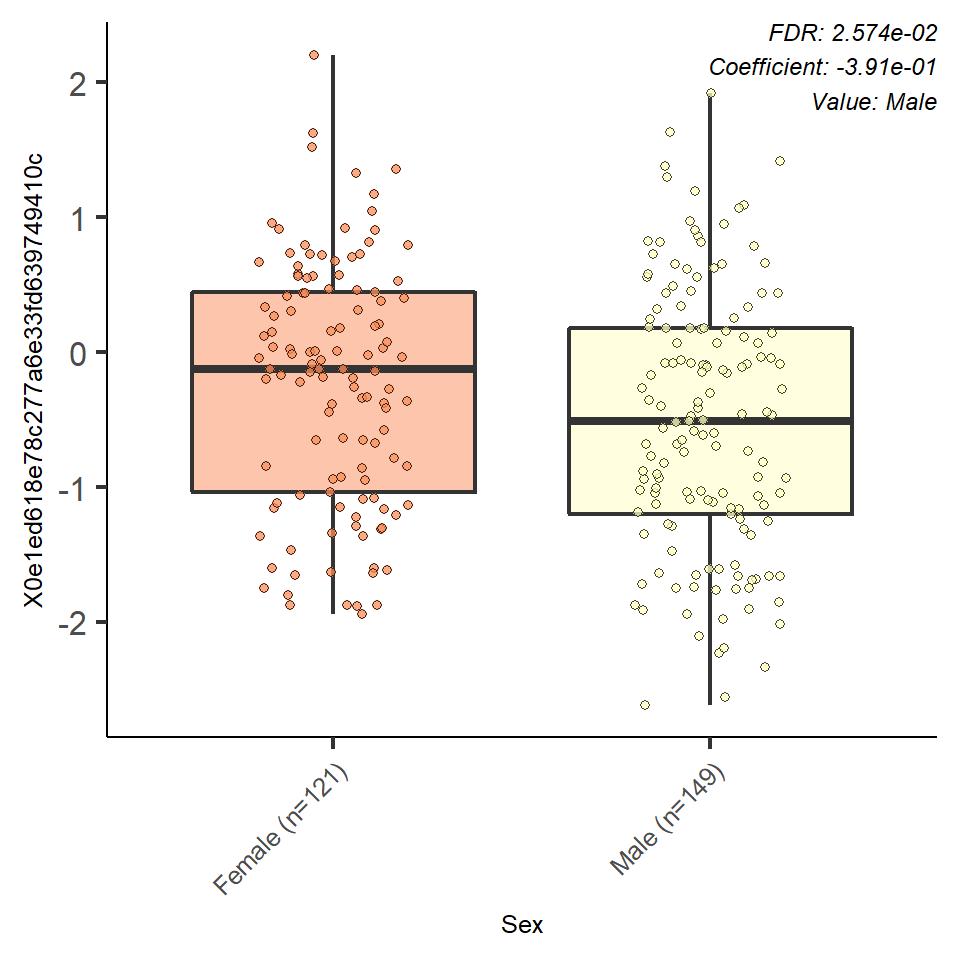 FDR: 2.574e-02
Coefficient: -3.91e-01
Value: Male
X0e1ed618e78c277a6e33fd639749410c
2
1
0
-1
-2
Female (n=121)
Male (n=149)
Sex